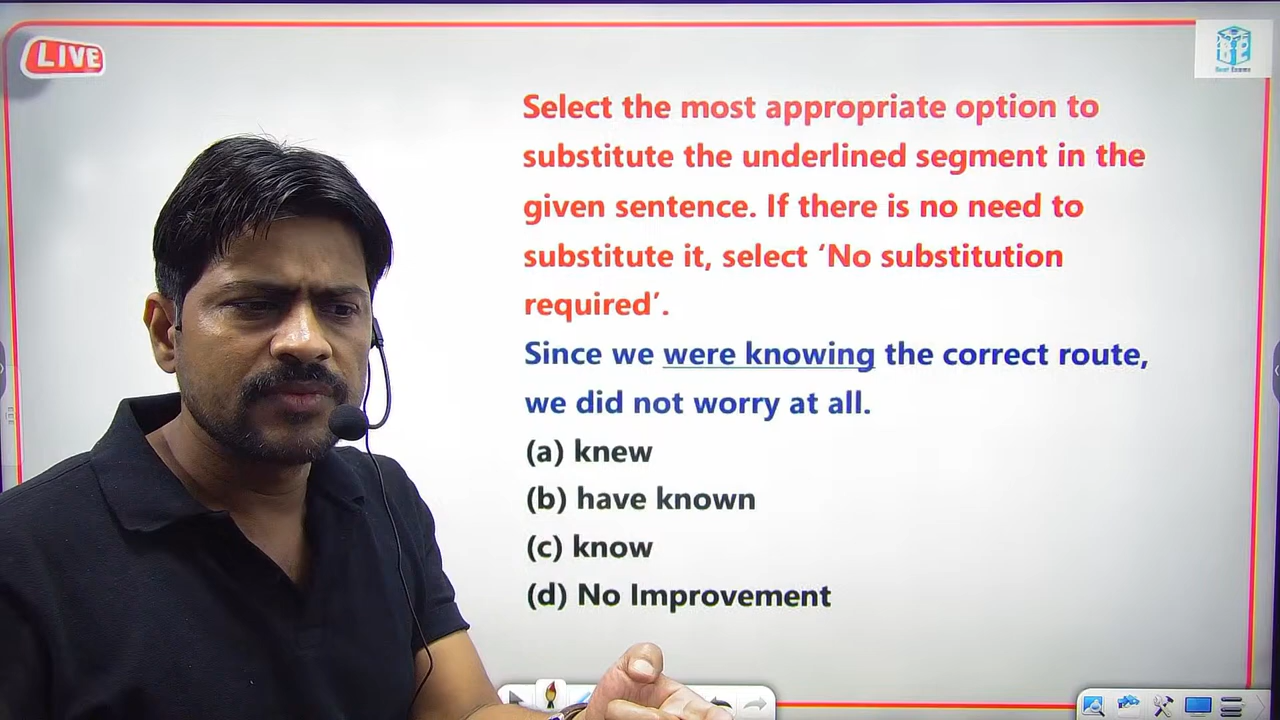 LIVE
Select the most appropriate option to
substitute the underlined segment in the
given sentence. If there is no need to
substitute it, select ‘No substitution
required’.
Since we were knowing the correct route,
we did not worry at all.
(a) knew
(b) have known
(c) know
(d) No Improvement